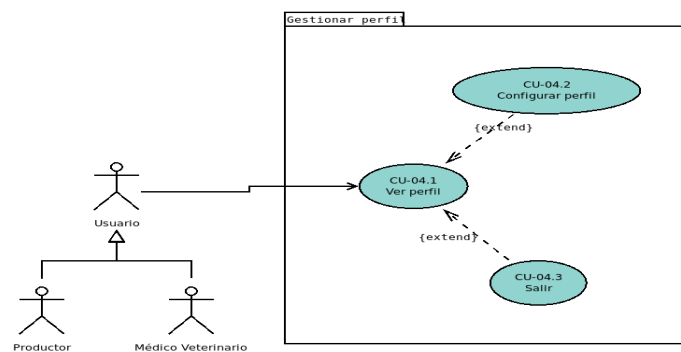 Gestionar perfil
CU-04.2
Configurar perfil
{extend}
CU-04.1
Ver perfil
Usuario
{extend}
CU-04.3
Salir
Productor
Médico Veterinario